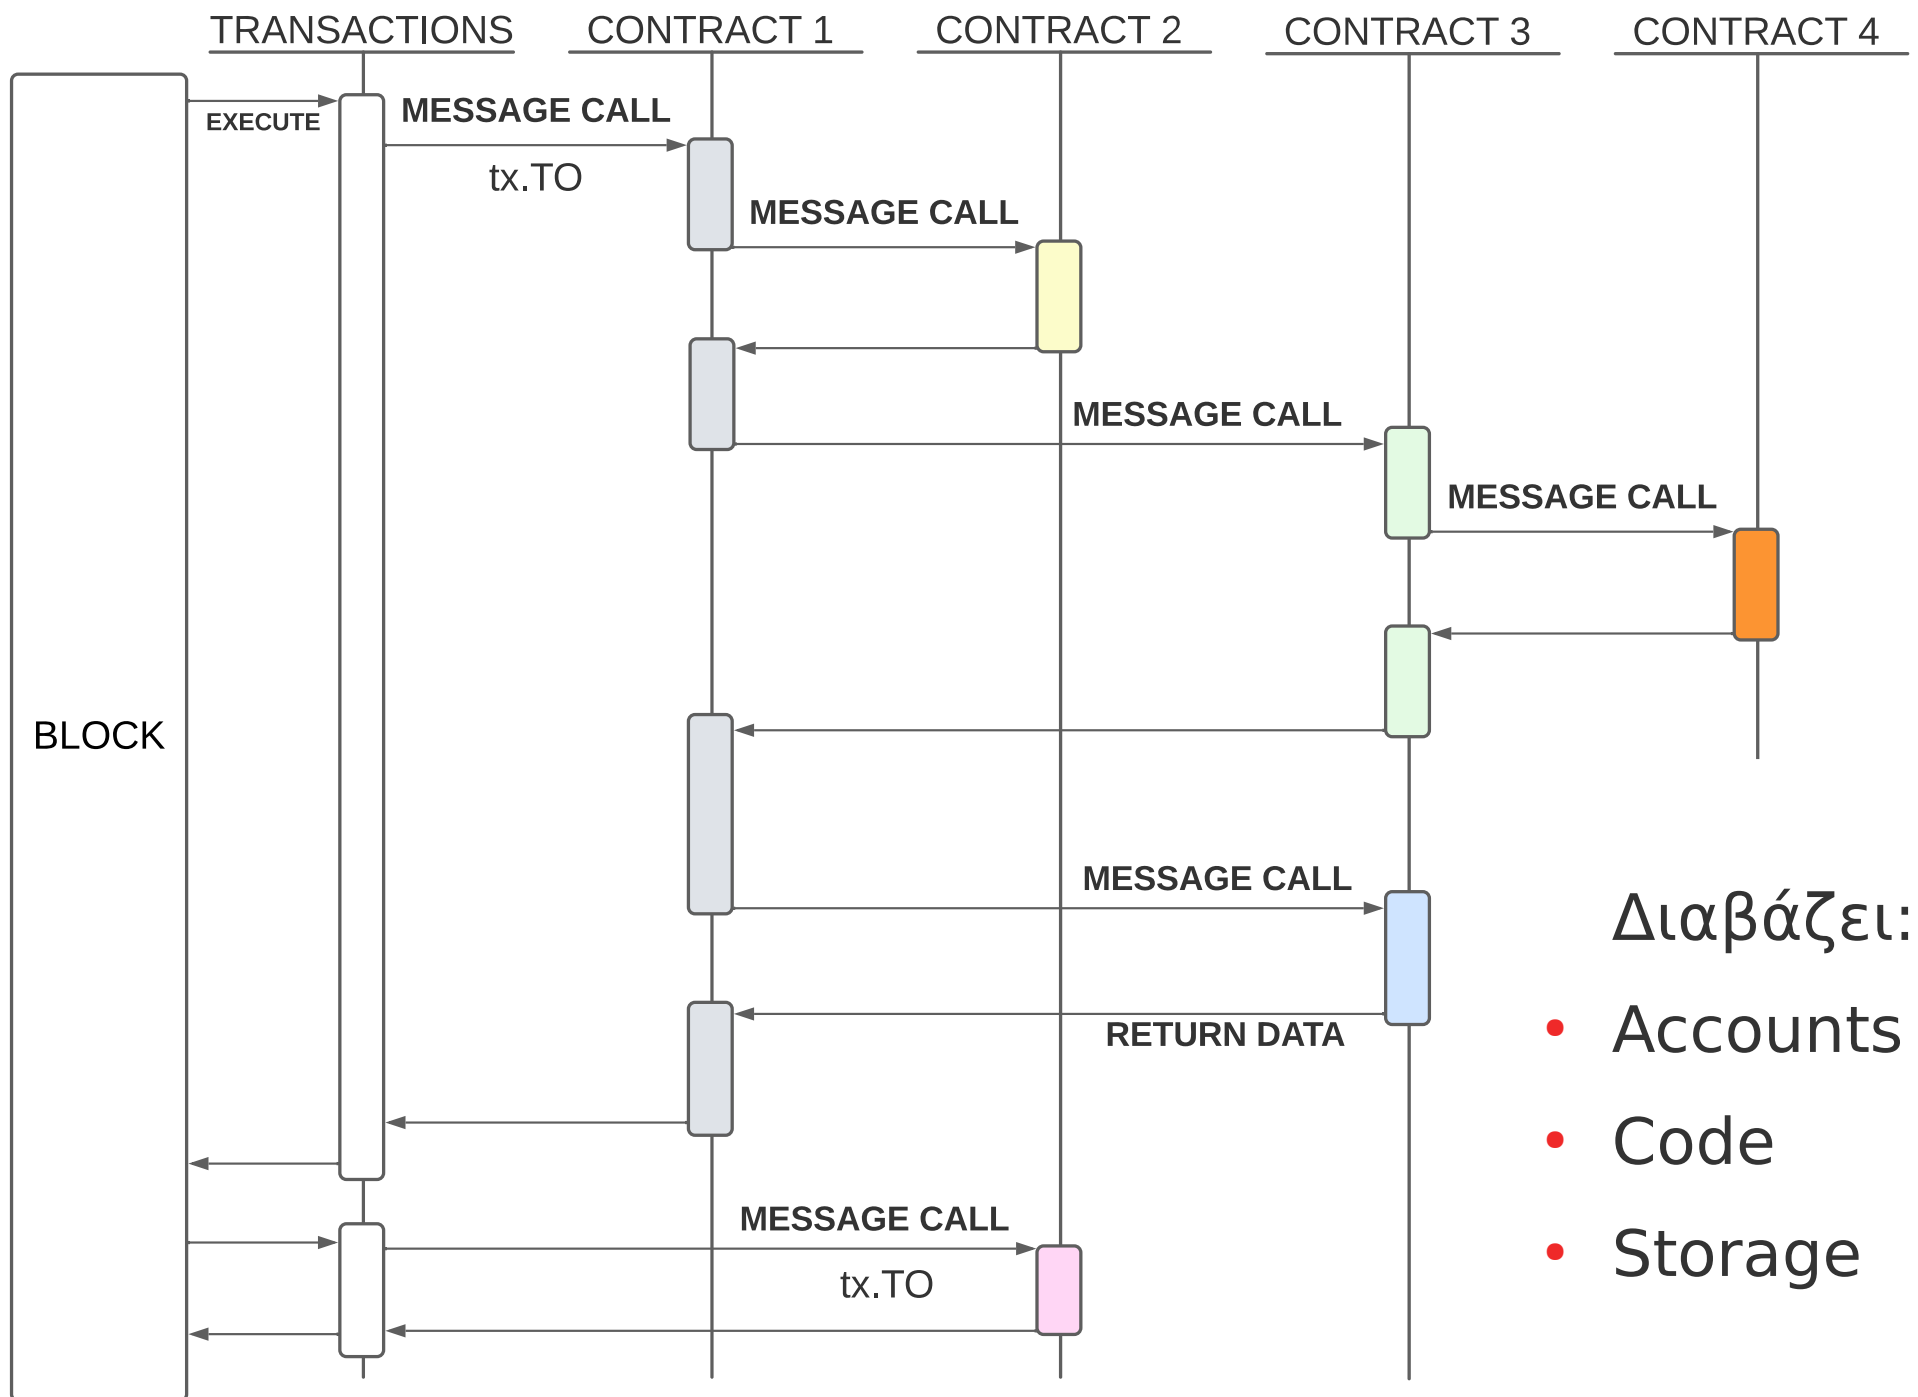 TRANSACTIONS
CONTRACT 1
CONTRACT 2
CONTRACT 3
CONTRACT 4
EXECUTE
MESSAGE CALL
tx.TO
MESSAGE CALL
MESSAGE CALL
MESSAGE CALL
BLOCK
MESSAGE CALL
RETURN DATA
MESSAGE CALL
tx.TO
Διαβάζει:
• Accounts
• Code
• Storage